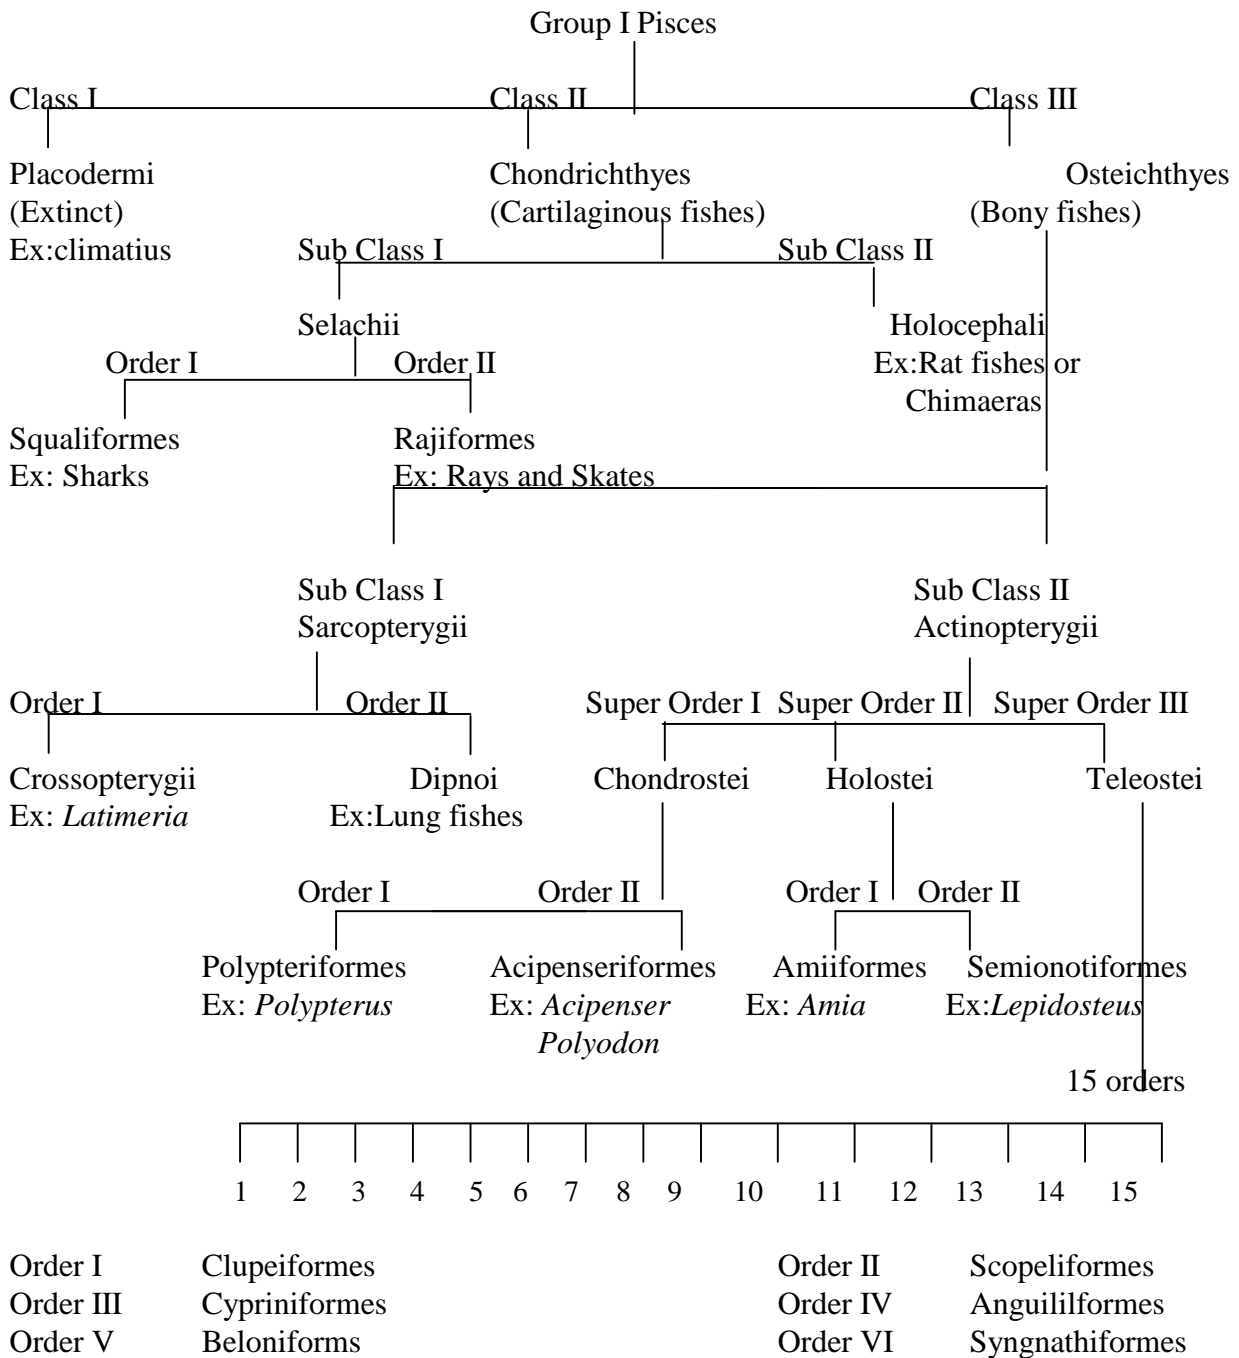 Group I Pisces
Class I Class II Class III
Placodermi Chondrichthyes Osteichthyes
(Extinct) (Cartilaginous fishes) (Bony fishes)
Ex:climatius Sub Class I Sub Class II
Selachii Holocephali
Order I Order II Ex:Rat fishes or
Chimaeras
Squaliformes Rajiformes
Ex: Sharks Ex: Rays and Skates
Sub Class I Sub Class II
Sarcopterygii Actinopterygii
Order I Order II Super Order I Super Order II Super Order III
Crossopterygii Dipnoi Chondrostei Holostei Teleostei
Ex: Latimeria Ex:Lung fishes
Order I Order II Order I Order II
Polypteriformes Acipenseriformes Amiiformes Semionotiformes
Ex: Polypterus Ex: Acipenser Ex: Amia Ex:Lepidosteus
Polyodon
15 orders
1 2 3 4 5 6 7 8 9 10 11 12 13 14 15
Order I Clupeiformes Order II Scopeliformes
Order III Cypriniformes Order IV Anguililformes
Order V Beloniforms Order VI Syngnathiformes